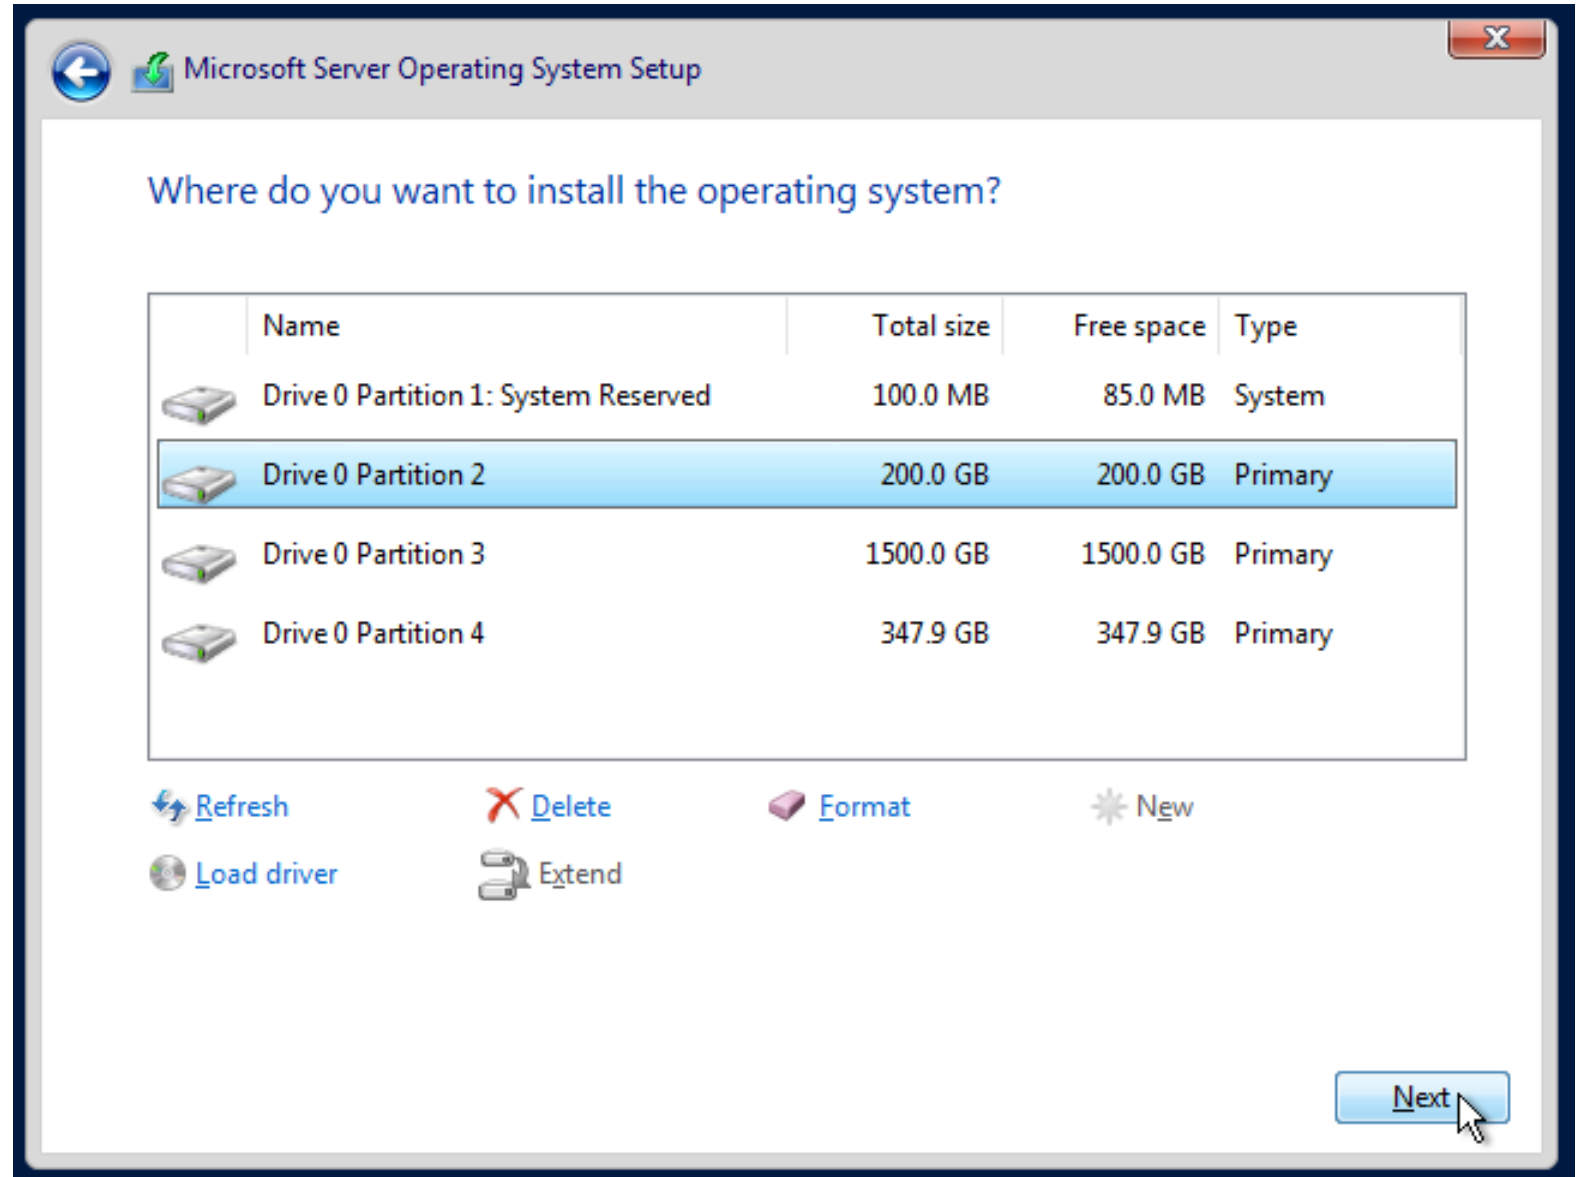 Microsoft Server Operating System Setup
Where do you want to install the operating system?
Name Total size Free space Type
Drive 0 Partition 1: System Reserved 100.0 MB 85.0 MB System
Drive 0 Partition 2 200.0 GB 200.0 GB Primary
Drive 0 Partition 3 1500.0 GB 1500.0 GB Primary
Drive 0 Partition 4 347.9 GB 347.9 GB Primary
Refresh Delete Format New
Load driver Extend
Next